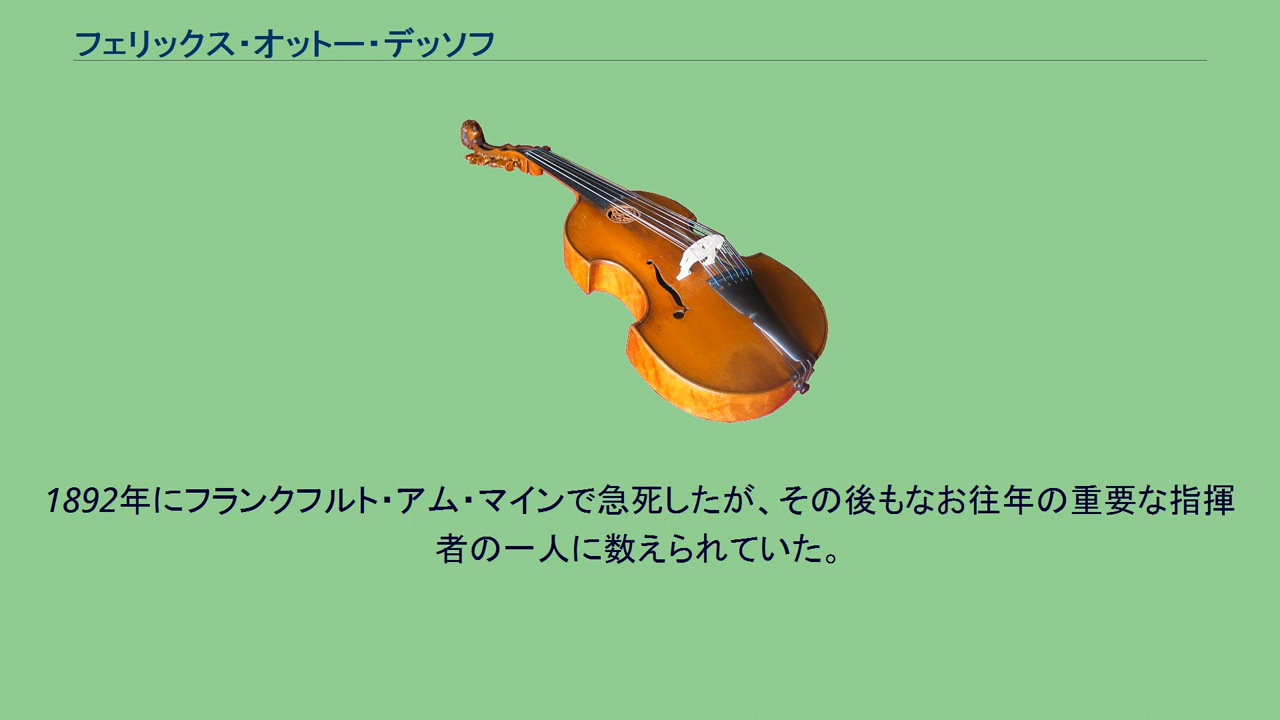 フェリックス・オットー・デッソフ
1892年にフランクフルト・アム・マインで急死したが、その後もなお往年の重要な指揮
者の一人に数えられていた。